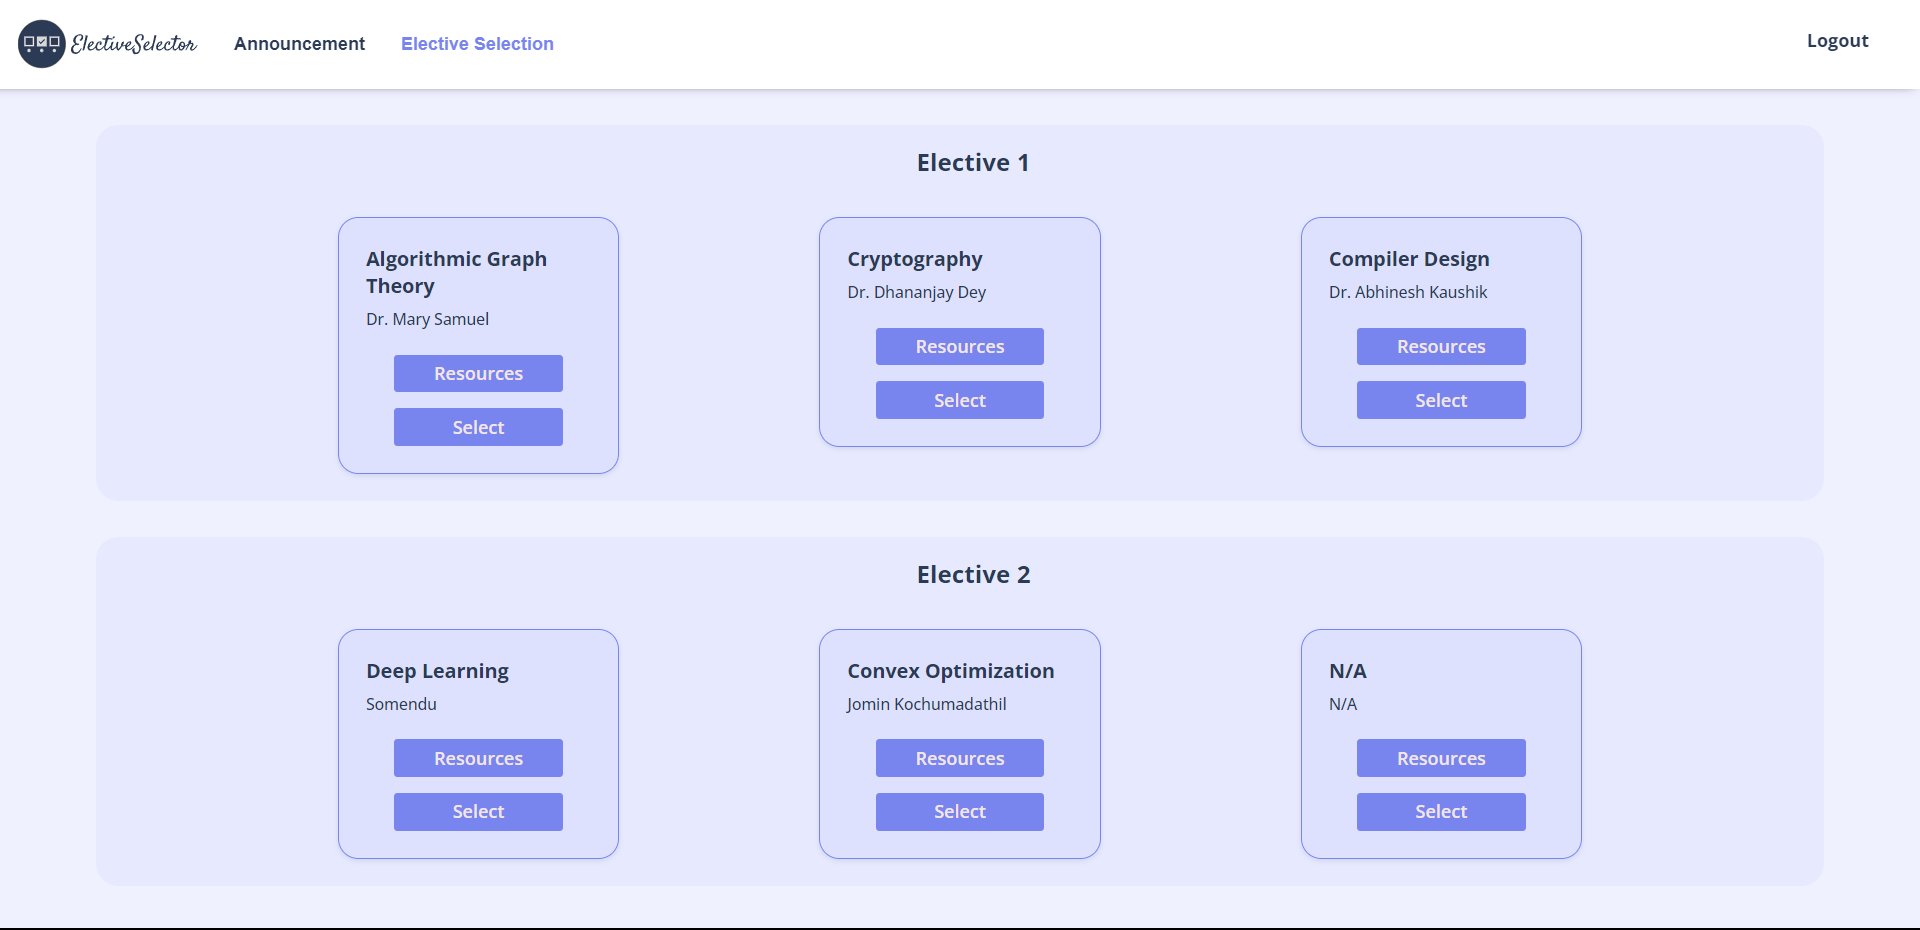 ElectiveSelector Announcement Elective Selection Logout
Elective 1
Algorithmic Graph
Theory
Dr. Mary Samuel
Resources
Select
Cryptography
Dr. Dhananjay Dey
Resources
Select
Compiler Design
Dr. Abhinesh Kaushik
Resources
Select
Elective 2
Deep Learning
Somendu
Resources
Select
Convex Optimization
Jomin Kochumadathil
Resources
Select
N/A
N/A
Resources
Select